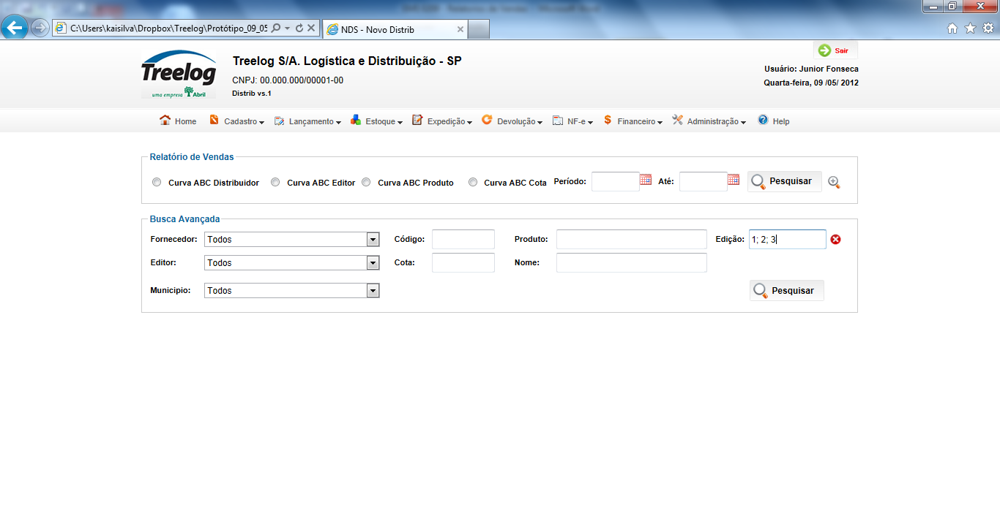 C:\Users\kaisilva\Dropbox\Treelog\Protótipo_09_05
NDS - Novo Distrib
Treelog
uma empresa Abril
Treelog S/A. Logística e Distribuição - SP
CNPJ: 00.000.000/00001-00
Distrib vs.1
Sair
Usuário: Junior Fonseca
Quarta-feira, 09 /05/ 2012
Home Cadastro Lançamento Estoque Expedição Devolução NF-e Financeiro Administração Help
Relatório de Vendas
Curva ABC Distribuidor Curva ABC Editor Curva ABC Produto Curva ABC Cota Período: Até: Pesquisar
Busca Avançada
Fornecedor: Todos Código: Produto: Edição: 1; 2; 3
Editor: Todos Cota: Nome:
Municipio: Todos Pesquisar